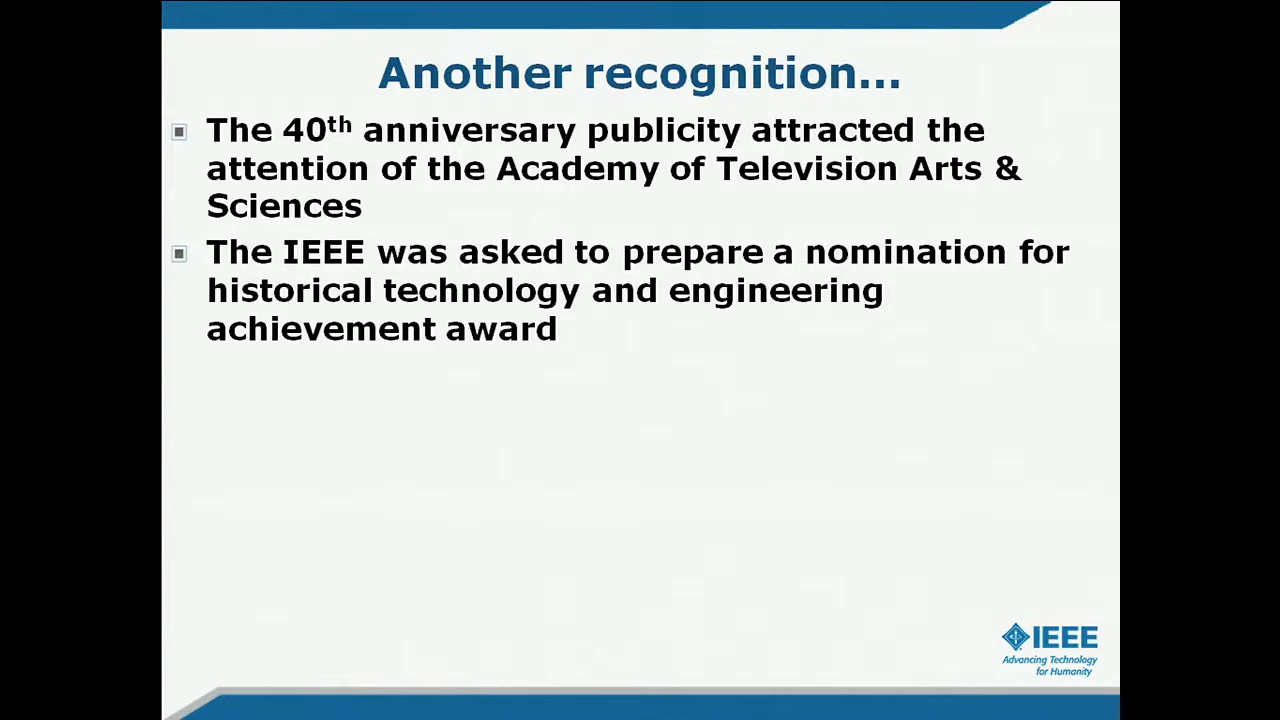 Another recognition...
The 40th anniversary publicity attracted the
attention of the Academy of Television Arts &
Sciences
The IEEE was asked to prepare a nomination for
historical technology and engineering
achievement award
IEEE
Advancing Technology
for Humanity